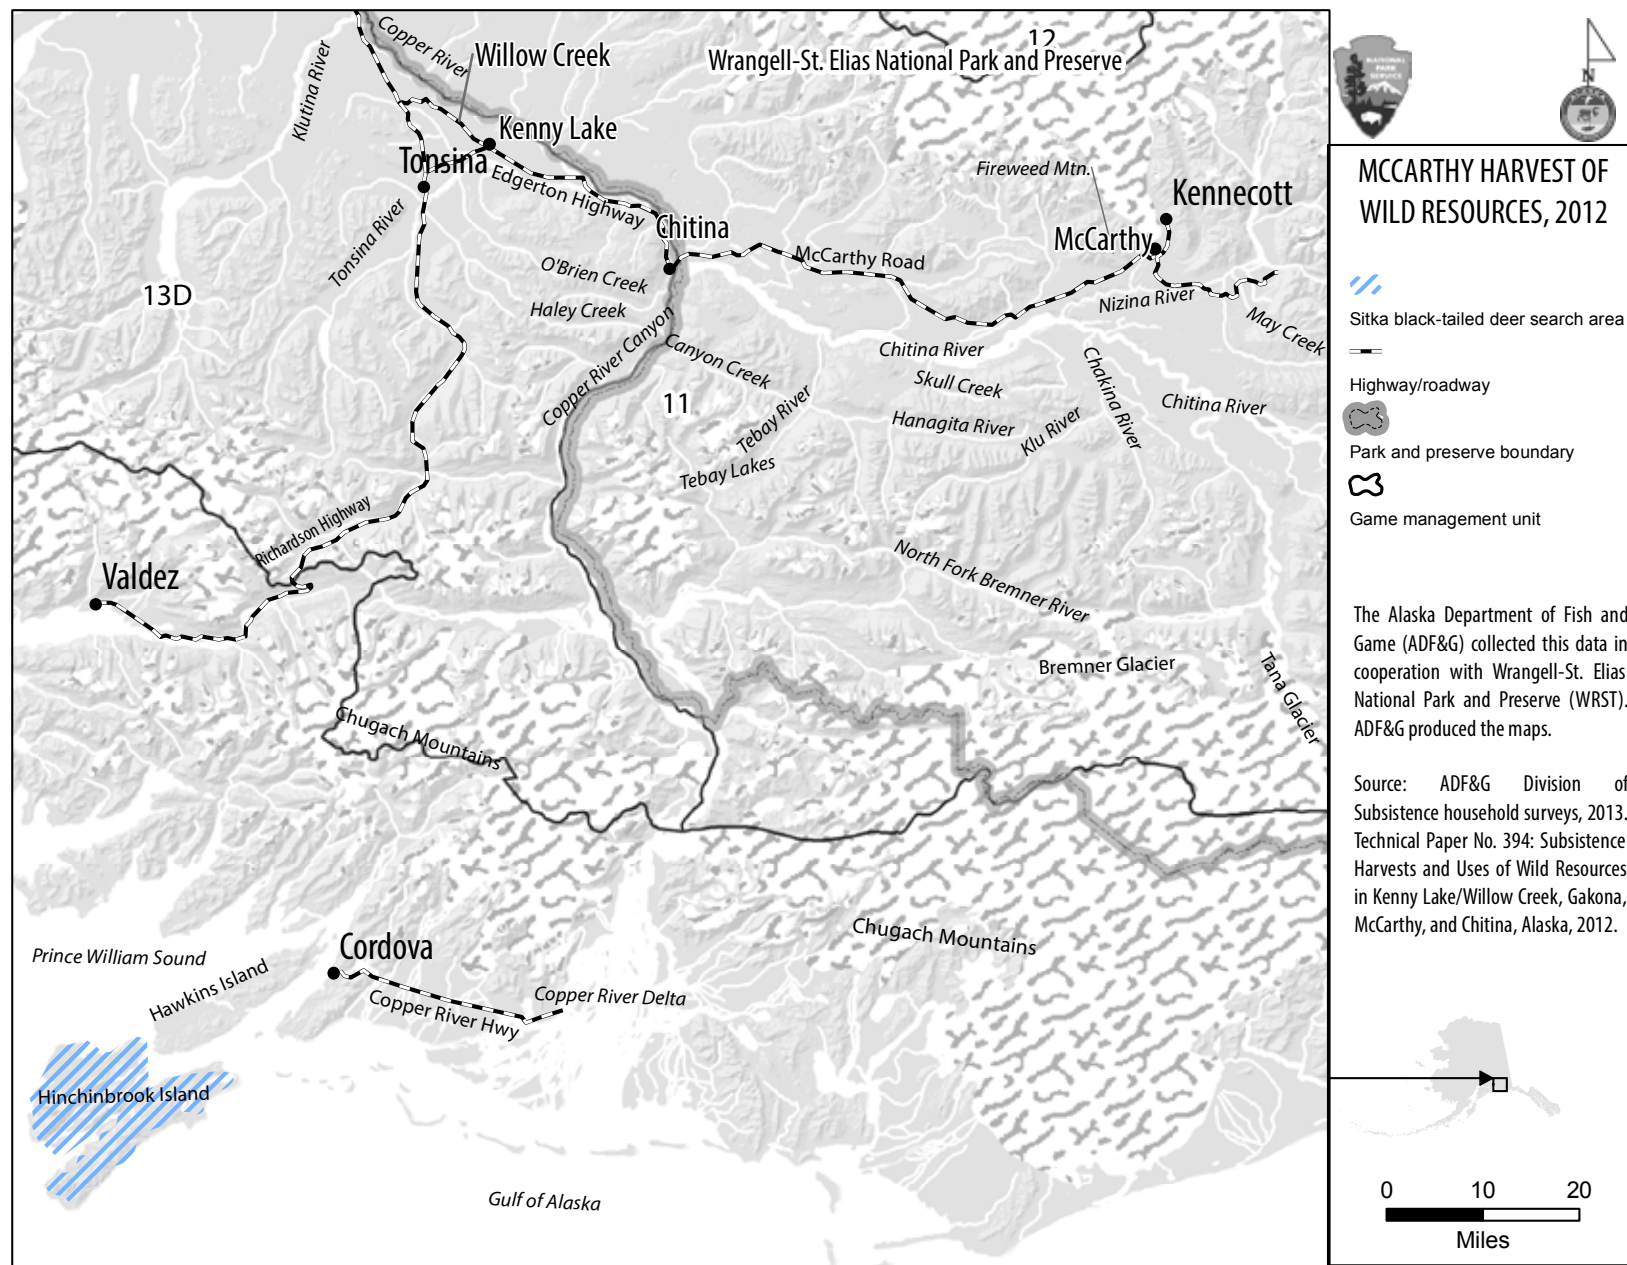 Copper River
Willow Creek
12
Wrangell-St. Elias National Park and Preserve
Klutina River
Kenny Lake
Tonsina
Edgerton Highway
Fireweed Mtn.
Kennecott
Tonsina River
Chitina
McCarthy
McCarthy Road
O'Brien Creek
13D
Haley Creek
Nizina River
May Creek
Copper River Canyon
Canyon Creek
Chitina River
Chakina River
Skull Creek
11
Chitina River
Tebay River
Hanagita River
Klu River
Tebay Lakes
Richardson Highway
Valdez
North Fork Bremner River
Bremner Glacier
Tana Glacier
Chugach Mountains
Chugach Mountains
Cordova
Prince William Sound
Hawkins Island
Copper River Hwy
Copper River Delta
Hinchinbrook Island
Gulf of Alaska
NATIONAL
PARK
SERVICE
N
MCCARTHY HARVEST OF
WILD RESOURCES, 2012
Sitka black-tailed deer search area
Highway/roadway
Park and preserve boundary
Game management unit
The Alaska Department of Fish and
Game (ADF&G) collected this data in
cooperation with Wrangell-St. Elias
National Park and Preserve (WRST).
ADF&G produced the maps.
Source: ADF&G Division of
Subsistence household surveys, 2013.
Technical Paper No. 394: Subsistence
Harvests and Uses of Wild Resources
in Kenny Lake/Willow Creek, Gakona,
McCarthy, and Chitina, Alaska, 2012.
0 10 20
Miles